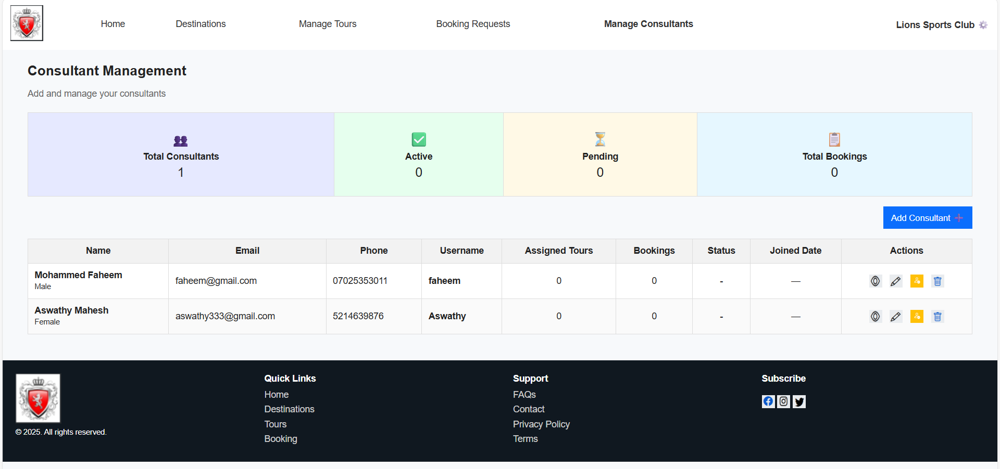 Home Destinations Manage Tours Booking Requests Manage Consultants Lions Sports Club
Consultant Management
Add and manage your consultants
Total Consultants
1
Active
0
Pending
0
Total Bookings
0
Add Consultant
Name Email Phone Username Assigned Tours Bookings Status Joined Date Actions
Mohammed Faheem
Male
faheem@gmail.com 07025353011 faheem 0 0 - —
Aswathy Mahesh
Female
aswathy333@gmail.com 5214639876 Aswathy 0 0 - —
© 2025. All rights reserved.
Quick Links
Home
Destinations
Tours
Booking
Support
FAQs
Contact
Privacy Policy
Terms
Subscribe